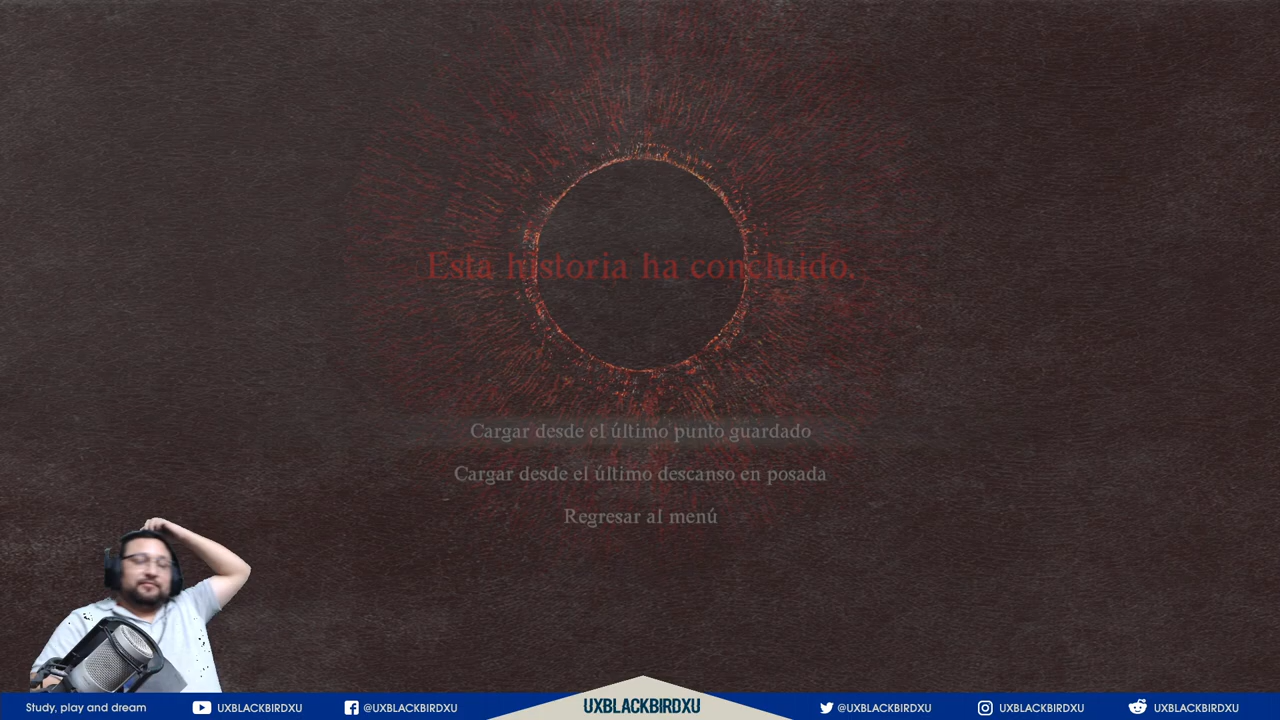 Esta historia ha concluido.
Cargar desde el último punto guardado
Cargar desde el último descanso en posada
Regresar al menú
Study, play and dream
UXBLACKBIRDXU
@UXBLACKBIRDXU
UXBLACKBIRDXU
@UXBLACKBIRDXU
UXBLACKBIRDXU
UXBLACKBIRDXU